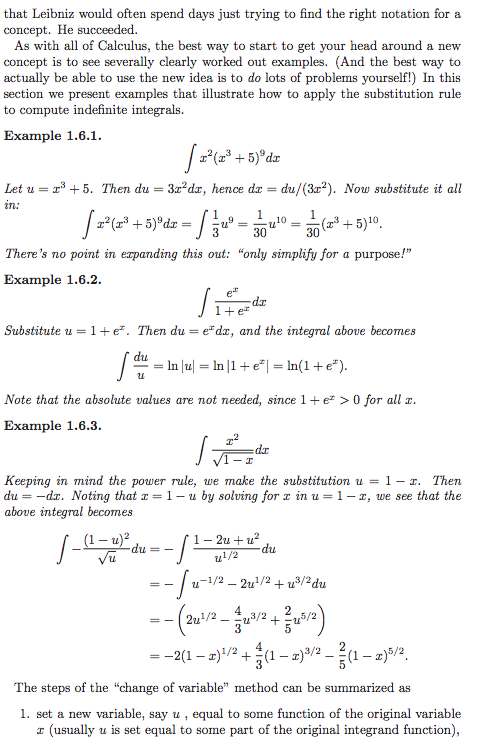 that Leibniz would often spend days just trying to find the right notation for a
concept. He succeeded.
As with all of Calculus, the best way to start to get your head around a new
concept is to see severally clearly worked out examples. (And the best way to
actually be able to use the new idea is to do lots of problems yourself!) In this
section we present examples that illustrate how to apply the substitution rule
to compute indefinite integrals.
Example 1.6.1.
∫ x²(x³ + 5)⁹dx
Let u = x³ + 5. Then du = 3x²dx, hence dx = du/(3x²). Now substitute it all
in:
∫ x²(x³ + 5)⁹dx = ∫ 1/3 u⁹ = 1/30 u¹⁰ = 1/30 (x³ + 5)¹⁰.
There's no point in expanding this out: "only simplify for a purpose!"
Example 1.6.2.
∫ eˣ/(1 + eˣ) dx
Substitute u = 1 + eˣ. Then du = eˣdx, and the integral above becomes
∫ du/u = ln |u| = ln |1 + eˣ| = ln(1 + eˣ).
Note that the absolute values are not needed, since 1 + eˣ > 0 for all x.
Example 1.6.3.
∫ x²/√(1 − x) dx
Keeping in mind the power rule, we make the substitution u = 1 − x. Then
du = −dx. Noting that x = 1 − u by solving for x in u = 1 − x, we see that the
above integral becomes
∫ −(1 − u)²/√u du = − ∫ (1 − 2u + u²)/u^{1/2} du
= − ∫ u^{−1/2} − 2u^{1/2} + u^{3/2}du
= − (2u^{1/2} − 4/3 u^{3/2} + 2/5 u^{5/2})
= −2(1 − x)^{1/2} + 4/3 (1 − x)^{3/2} − 2/5 (1 − x)^{5/2}.
The steps of the "change of variable" method can be summarized as
1. set a new variable, say u , equal to some function of the original variable
x (usually u is set equal to some part of the original integrand function),